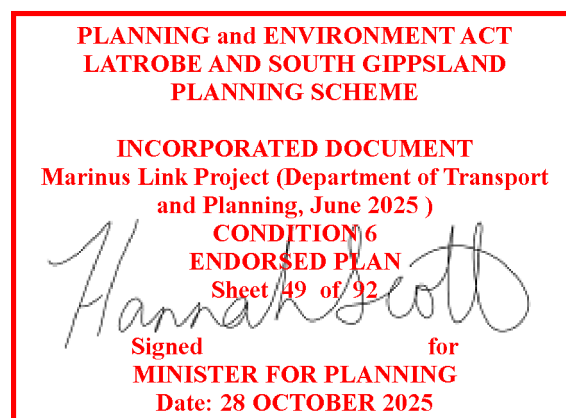 PLANNING and ENVIRONMENT ACT
LATROBE AND SOUTH GIPPSLAND
PLANNING SCHEME
INCORPORATED DOCUMENT
Marinus Link Project (Department of Transport
and Planning, June 2025 )
CONDITION 6
ENDORSED PLAN
Sheet 49 of 92
Hannah Scott
Signed for
MINISTER FOR PLANNING
Date: 28 OCTOBER 2025